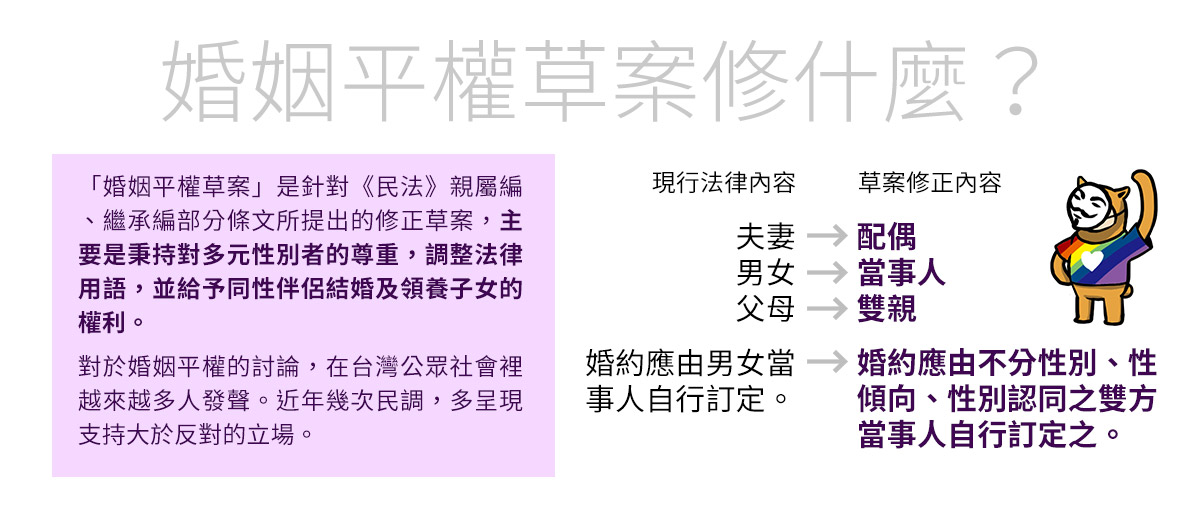 婚姻平權草案修什麼？
「婚姻平權草案」是針對《民法》親屬編
、繼承編部分條文所提出的修正草案，主
要是秉持對多元性別者的尊重，調整法律
用語，並給予同性伴侶結婚及領養子女的
權利。
對於婚姻平權的討論，在台灣公眾社會裡
越來越多人發聲。近年幾次民調，多呈現
支持大於反對的立場。
現行法律內容 草案修正內容
夫妻 → 配偶
男女 → 當事人
父母 → 雙親
婚約應由男女當 → 婚約應由不分性別、性
事人自行訂定。 傾向、性別認同之雙方
當事人自行訂定之。